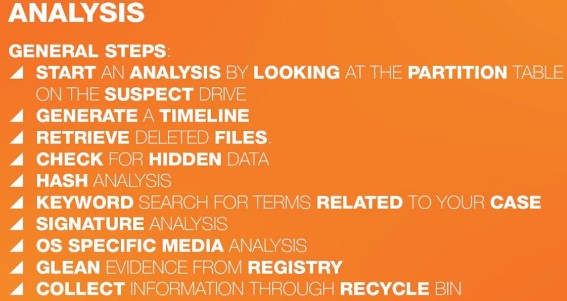 ANALYSIS
GENERAL STEPS:
START AN ANALYSIS BY LOOKING AT THE PARTITION TABLE
ON THE SUSPECT DRIVE
GENERATE A TIMELINE
RETRIEVE DELETED FILES.
CHECK FOR HIDDEN DATA
HASH ANALYSIS
KEYWORD SEARCH FOR TERMS RELATED TO YOUR CASE
SIGNATURE ANALYSIS
OS SPECIFIC MEDIA ANALYSIS
GLEAN EVIDENCE FROM REGISTRY
COLLECT INFORMATION THROUGH RECYCLE BIN